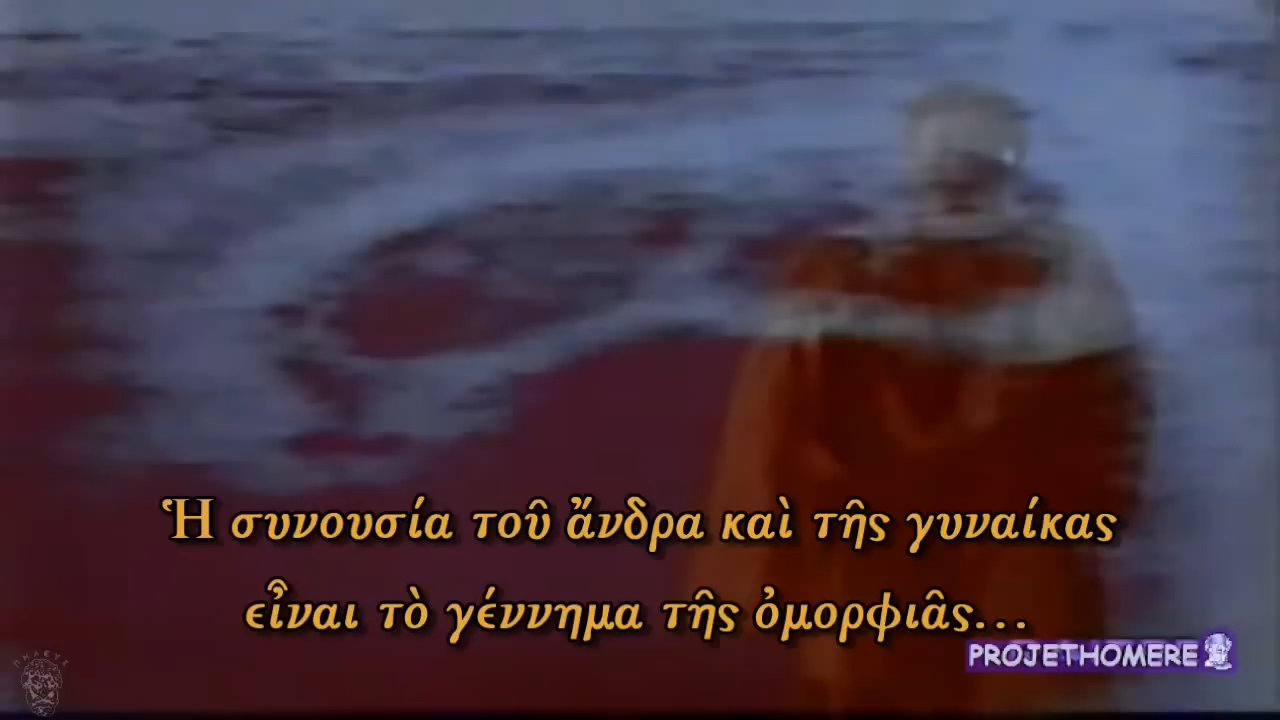 Ἡ συνουσία τοῦ ἄνδρα καὶ τῆς γυναίκας
εἶναι τὸ γέννημα τῆς ὀμορφιᾶς...
PROJETHOMERE